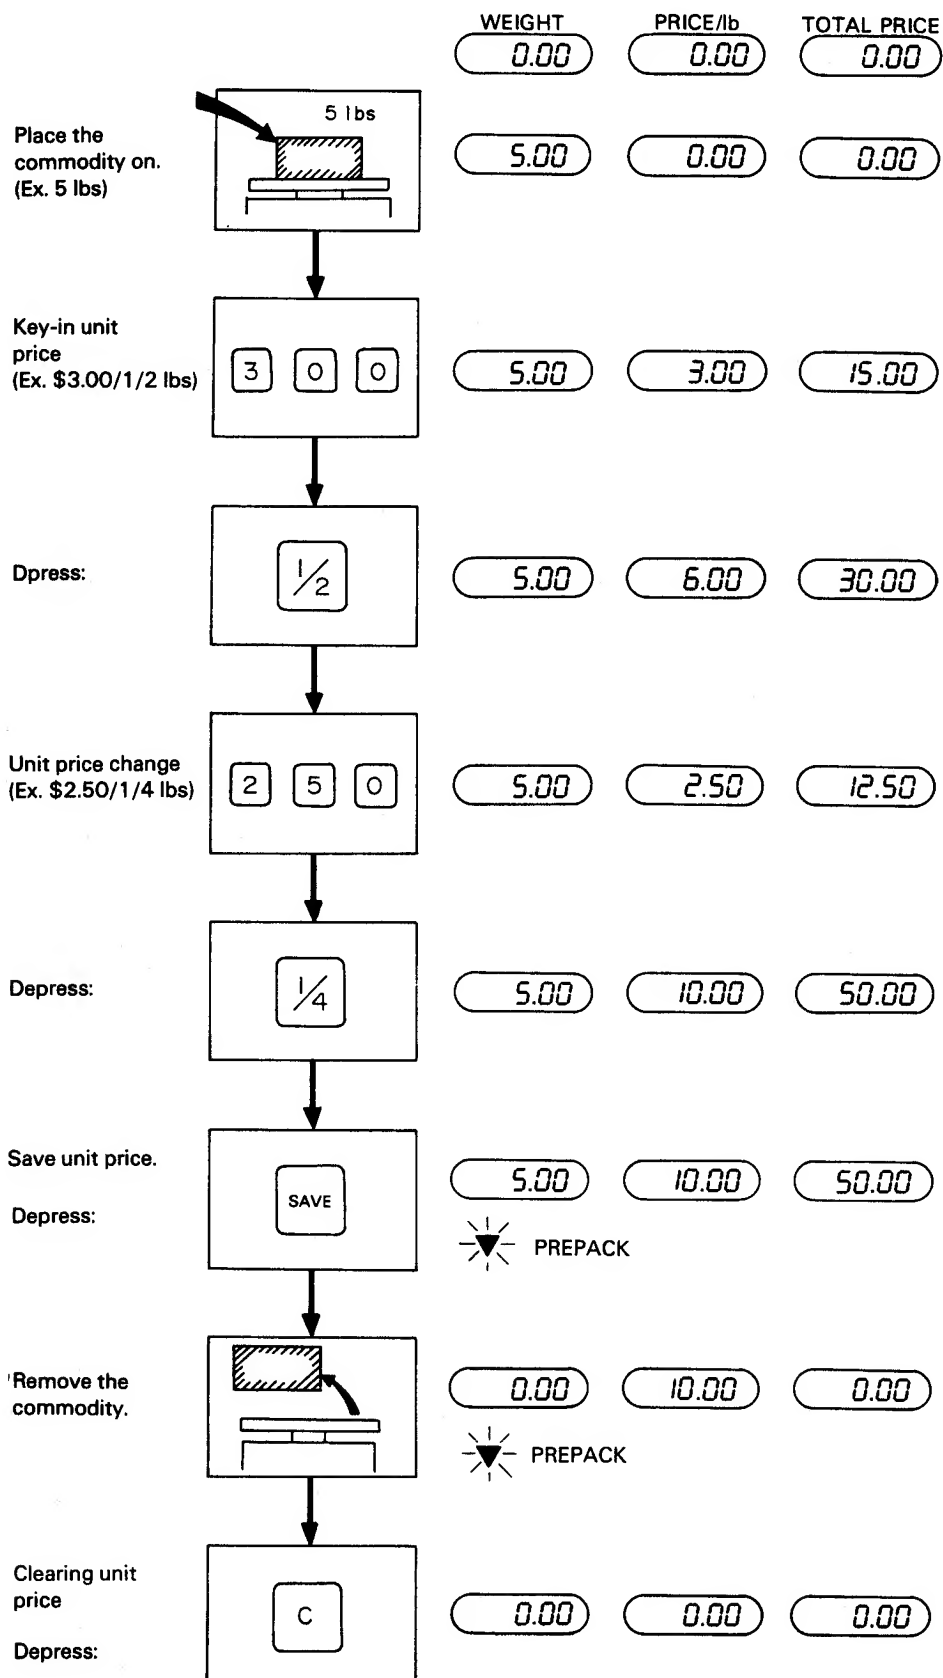 WEIGHT PRICE/lb TOTAL PRICE
0.00 0.00 0.00
Place the
commodity on.
(Ex. 5 lbs)
5 lbs
5.00 0.00 0.00
Key-in unit
price
(Ex. $3.00/1/2 lbs)
3 0 0
5.00 3.00 15.00
Dpress:
1/2
5.00 6.00 30.00
Unit price change
(Ex. $2.50/1/4 lbs)
2 5 0
5.00 2.50 12.50
Depress:
1/4
5.00 10.00 50.00
Save unit price.
Depress:
SAVE
5.00 10.00 50.00
PREPACK
Remove the
commodity.
0.00 10.00 0.00
PREPACK
Clearing unit
price
Depress:
C
0.00 0.00 0.00